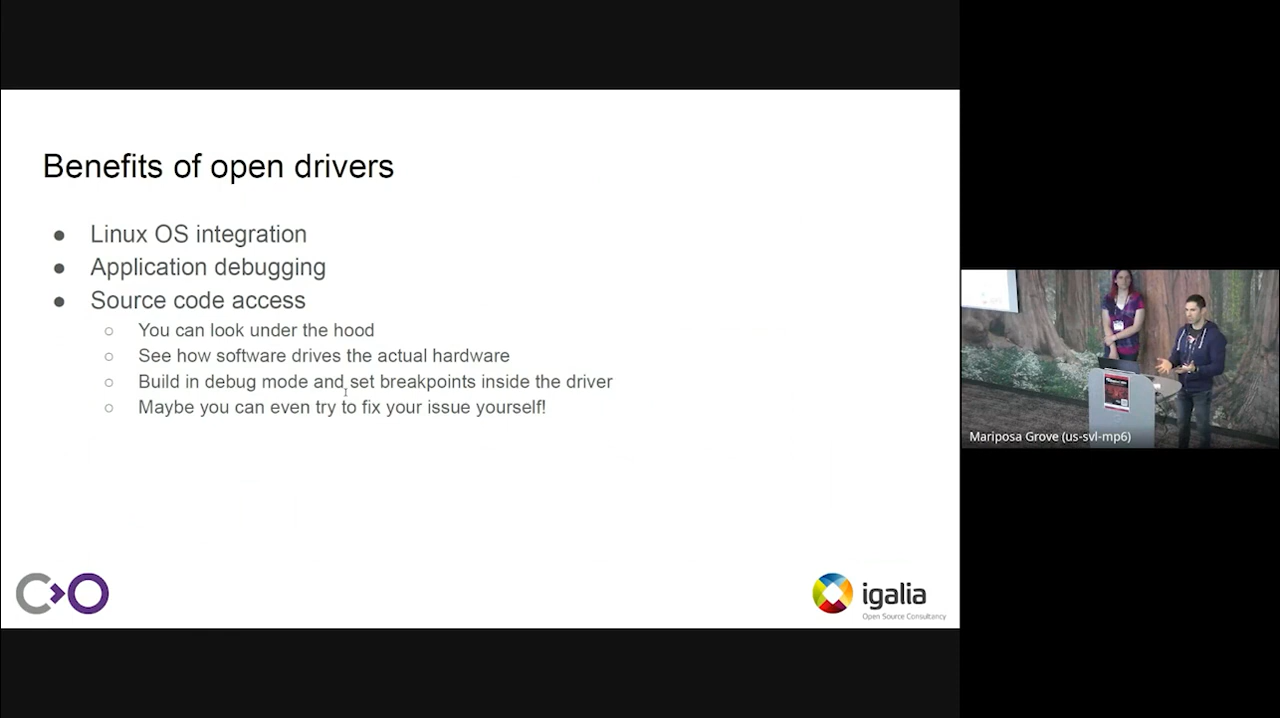 Benefits of open drivers
● Linux OS integration
● Application debugging
● Source code access
○ You can look under the hood
○ See how software drives the actual hardware
○ Build in debug mode and set breakpoints inside the driver
○ Maybe you can even try to fix your issue yourself!
igalia
Open Source Consultancy
Mariposa Grove (us-svl-mp6)